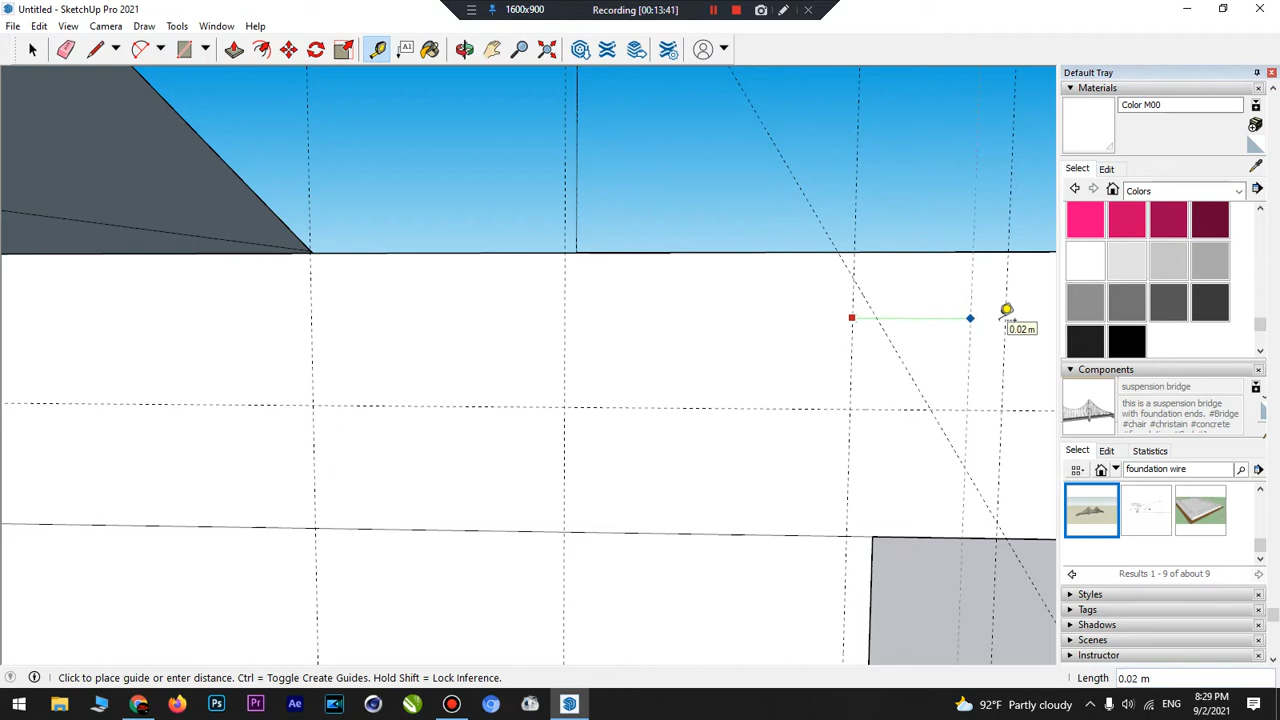 Untitled - SketchUp Pro 2021
1600x900
Recording [00:13:41]
File Edit View Camera Draw Tools Window Help
A1
Default Tray
Materials
Color M00
Select Edit
Colors
0.02 m
Components
suspension bridge
this is a suspension bridge
with foundation ends. #Bridge
#chair #christain #concrete
Select Edit Statistics
foundation wire
Results 1 - 9 of about 9
Styles
Tags
Shadows
Scenes
Instructor
Click to place guide or enter distance. Ctrl = Toggle Create Guides. Hold Shift = Lock Inference.
Length 0.02 m
Ps
Pr
Ae
92°F Partly cloudy
ENG
8:29 PM
9/2/2021